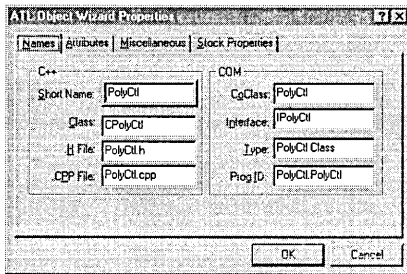 ATL Object Wizard Properties
Names Attributes Miscellaneous Stock Properties
C++
Short Name: PolyCtl
Class: CPolyCtl
.H File: PolyCtl.h
.CPP File: PolyCtl.cpp
COM
CoClass: PolyCtl
Interface: IPolyCtl
Type: PolyCtl Class
Prog ID: PolyCtl.PolyCtl
OK Cancel